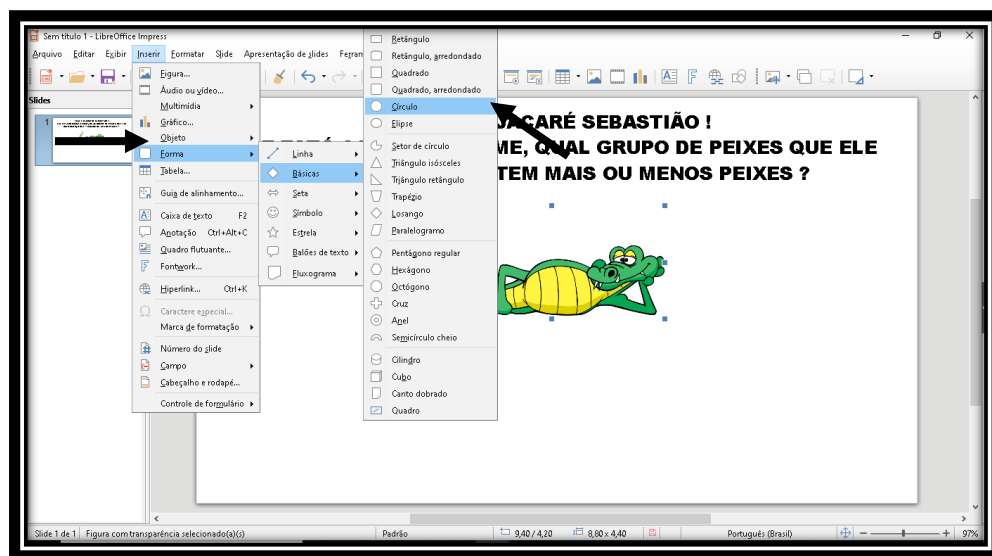 Sem título 1 - LibreOffice Impress
Arquivo Editar Exibir Inserir Formatar Slide Apresentação de slides Ferram
Slides
1
Figura...
Áudio ou vídeo...
Multimídia
Gráfico...
Objeto
Forma
Tabela...
Guia de alinhamento...
Caixa de texto F2
Anotação Ctrl+Alt+C
Quadro flutuante...
Fontwork...
Hiperlink... Ctrl+K
Caractere especial...
Marca de formatação
Número do slide
Campo
Cabeçalho e rodapé...
Controle de formulário
Linha
Básicas
Seta
Símbolo
Estrela
Balões de texto
Fluxograma
Retângulo
Retângulo, arredondado
Quadrado
Quadrado, arredondado
Círculo
Elipse
Setor de círculo
Triângulo isósceles
Triângulo retângulo
Trapézio
Losango
Paralelogramo
Pentágono regular
Hexágono
Octógono
Cruz
Anel
Semicírculo cheio
Cilindro
Cubo
Canto dobrado
Quadro
JACARÉ SEBASTIÃO !
ME, QUAL GRUPO DE PEIXES QUE ELE
TEM MAIS OU MENOS PEIXES ?
Slide 1 de 1 Figura com transparência selecionado(a)(s) Padrão 9,40 / 4,20 8,80 x 4,40 Português (Brasil) 97%